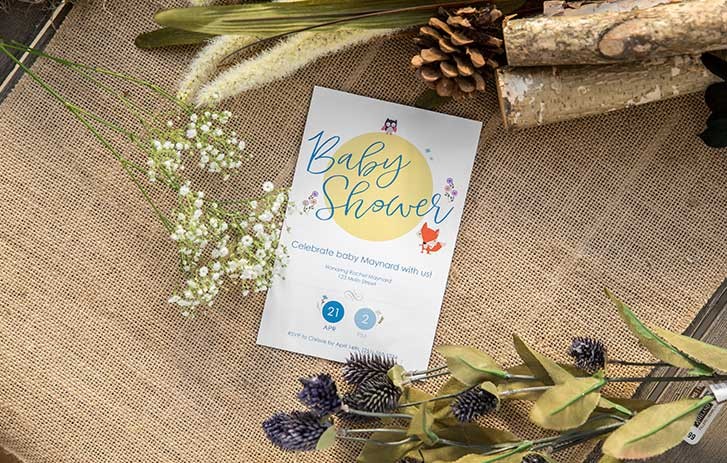 Baby
Shower
Celebrate baby Maynard with us!
Honoring Rachel Maynard
123 Main Street
21 2
APR PM
RSVP to Chrissie by April 14th,